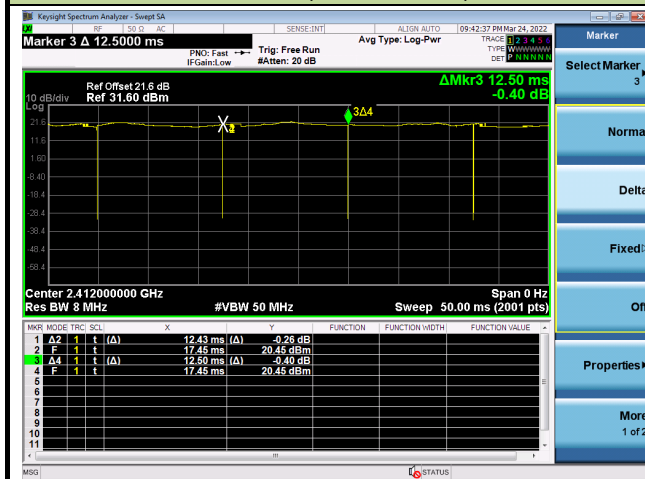 Keysight Spectrum Analyzer - Swept SA
RF 50 Ω AC SENSE:INT ALIGN AUTO 09:42:37 PM Mar 24, 2022
Marker 3 Δ 12.5000 ms
PNO: Fast
IFGain:Low
Trig: Free Run
#Atten: 20 dB
Avg Type: Log-Pwr
TRACE 1 2 3 4 5 6
TYPE WWWWWWW
DET P N N N N N
Ref Offset 21.6 dB
10 dB/div Ref 31.60 dBm
Log
ΔMkr3 12.50 ms
-0.40 dB
21.6
11.6
1.60
-8.40
-18.4
-28.4
-38.4
-48.4
-58.4
3Δ4
Center 2.412000000 GHz Span 0 Hz
Res BW 8 MHz #VBW 50 MHz Sweep 50.00 ms (2001 pts)
MKR MODE TRC SCL X Y FUNCTION FUNCTION WIDTH FUNCTION VALUE
1 Δ2 1 t (Δ) 12.43 ms (Δ) -0.26 dB
2 F 1 t 17.45 ms 20.45 dBm
3 Δ4 1 t (Δ) 12.50 ms (Δ) -0.40 dB
4 F 1 t 17.45 ms 20.45 dBm
5
6
7
8
9
10
11
MSG STATUS
Marker
Select Marker
3
Norma
Delta
Fixed
Off
Properties
More
1 of 2